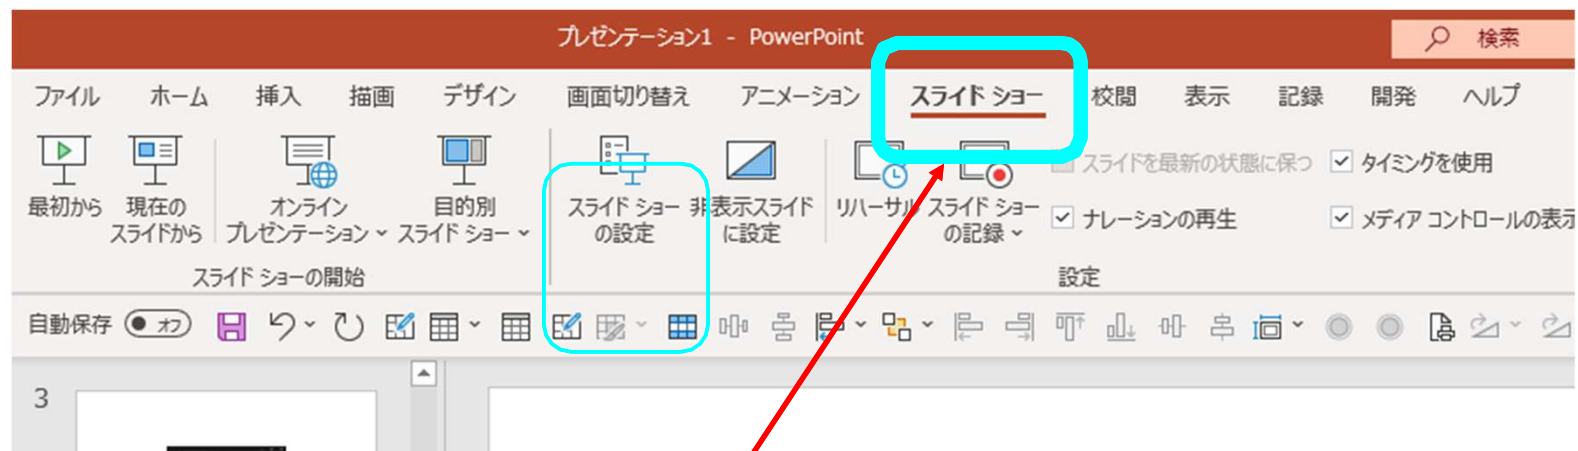 プレゼンテーション1 - PowerPoint
検索
ファイル ホーム 挿入 描画 デザイン 画面切り替え アニメーション スライド ショー 校閲 表示 記録 開発 ヘルプ
最初から
現在の
スライドから
オンライン
プレゼンテーション
目的別
スライド ショー
スライド ショーの開始
スライド ショー
の設定
非表示スライド
に設定
リハーサル
スライド ショー
の記録
スライドを最新の状態に保つ
ナレーションの再生
タイミングを使用
メディア コントロールの表示
設定
自動保存 オフ
3